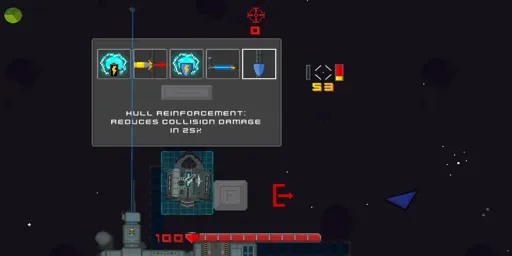 0
53
HULL REINFORCEMENT:
REDUCES COLLISION DAMAGE
IN 25%
F
100